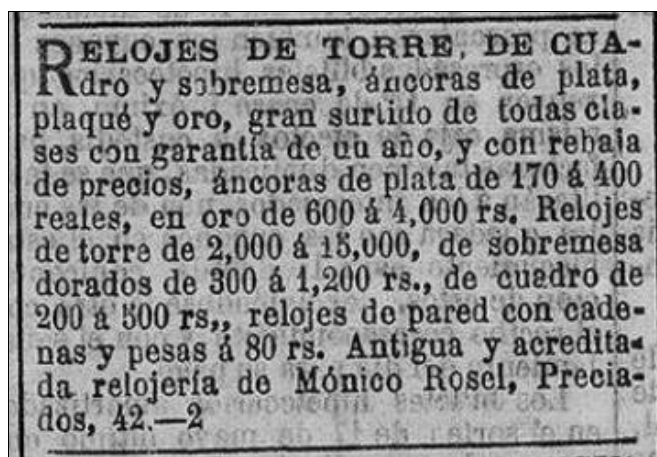 RELOJES DE TORRE, DE CUA-
dro y sobremesa, áncoras de plata,
plaqué y oro, gran surtido de todas cla-
ses con garantía de un año, y con rebaja
de precios, áncoras de plata de 170 á 400
reales, en oro de 600 á 4,000 rs. Relojes
de torre de 2,000 á 15,000, de sobremesa
dorados de 300 á 1,200 rs., de cuadro de
200 á 500 rs,, relojes de pared con cade-
nas y pesas á 80 rs. Antigua y acredita-
da relojería de Mónico Rosel, Precia-
dos, 42.—2